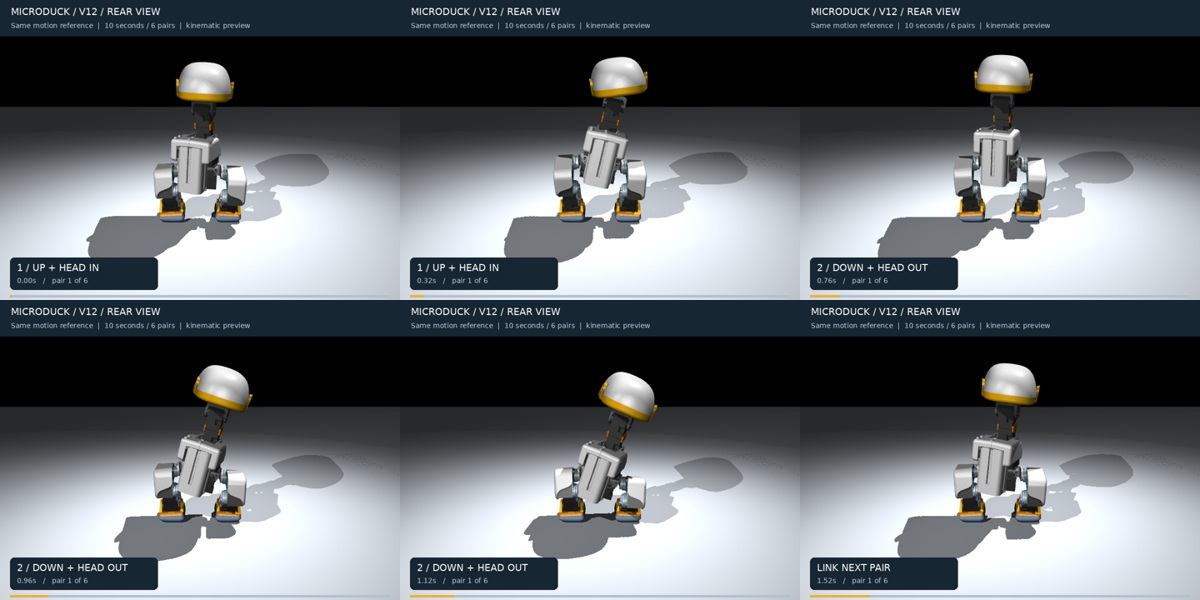 MICRODUCK / V12 / REAR VIEW
Same motion reference | 10 seconds / 6 pairs | kinematic preview
1 / UP + HEAD IN
0.00s / pair 1 of 6
MICRODUCK / V12 / REAR VIEW
Same motion reference | 10 seconds / 6 pairs | kinematic preview
1 / UP + HEAD IN
0.32s / pair 1 of 6
MICRODUCK / V12 / REAR VIEW
Same motion reference | 10 seconds / 6 pairs | kinematic preview
2 / DOWN + HEAD OUT
0.76s / pair 1 of 6
MICRODUCK / V12 / REAR VIEW
Same motion reference | 10 seconds / 6 pairs | kinematic preview
2 / DOWN + HEAD OUT
0.96s / pair 1 of 6
MICRODUCK / V12 / REAR VIEW
Same motion reference | 10 seconds / 6 pairs | kinematic preview
2 / DOWN + HEAD OUT
1.12s / pair 1 of 6
MICRODUCK / V12 / REAR VIEW
Same motion reference | 10 seconds / 6 pairs | kinematic preview
LINK NEXT PAIR
1.52s / pair 1 of 6